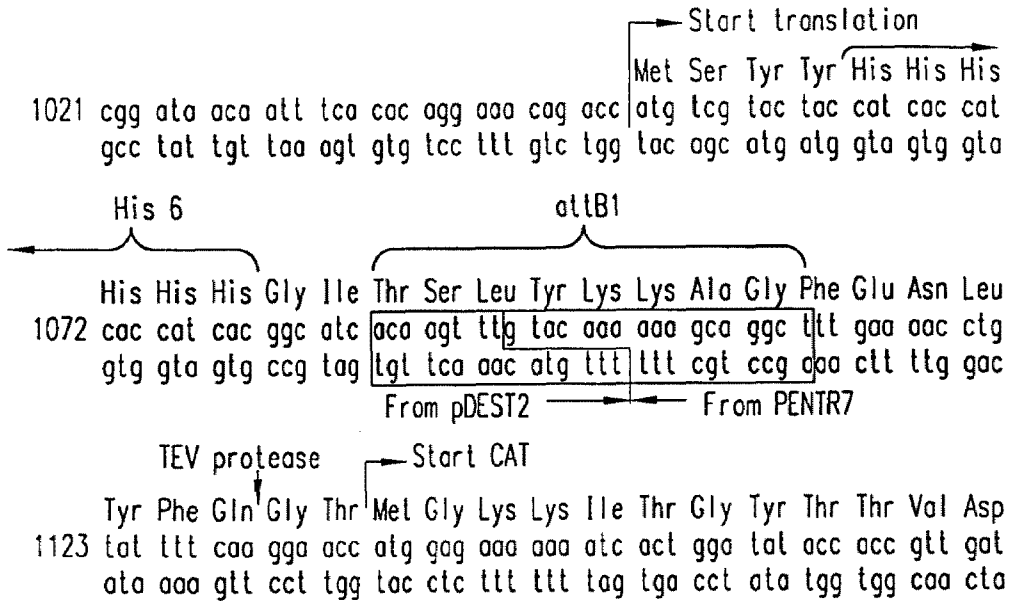 Start translation
Met Ser Tyr Tyr His His His
1021 cgg ata aca att tca cac agg aaa cag acc atg tcg tac tac cat cac cat
gcc tat tgt taa agt gtg tcc ttt gtc tgg tac agc atg atg gta gtg gta
His 6 attB1
His His His Gly Ile Thr Ser Leu Tyr Lys Lys Ala Gly Phe Glu Asn Leu
1072 cac cat cac ggc atc aca agt ttg tac aaa aaa gca ggc ttt gaa aac ctg
gtg gta gtg ccg tag tgt tca aac atg ttt ttt cgt ccg aaa ctt ttg gac
From pDEST2 From PENTR7
TEV protease Start CAT
Tyr Phe Gln Gly Thr Met Gly Lys Lys Ile Thr Gly Tyr Thr Thr Val Asp
1123 tat ttt caa gga acc atg gag aaa aaa atc act gga tat acc acc gtt gat
ata aaa gtt cct tgg tac ctc ttt ttt tag tga cct ata tgg tgg caa cta